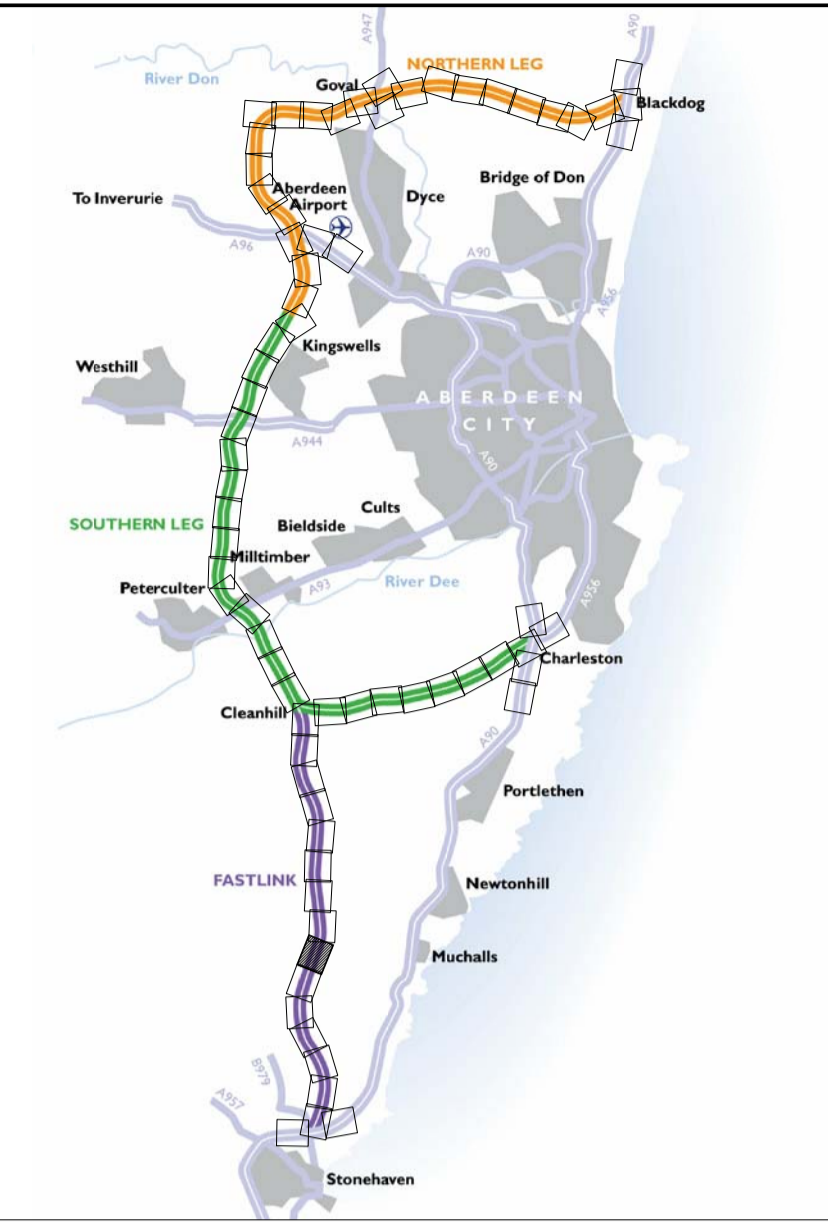 A947
A90
NORTHERN LEG
River Don
Goval
Blackdog
Bridge of Don
Aberdeen
Airport
Dyce
To Inverurie
A96
A90
A956
Kingswells
Westhill
ABERDEEN
CITY
A944
A90
Cults
SOUTHERN LEG
Bieldside
Milltimber
Peterculter
A93
River Dee
A956
Charleston
Cleanhill
A90
Portlethen
FASTLINK
Newtonhill
Muchalls
B979
A957
Stonehaven